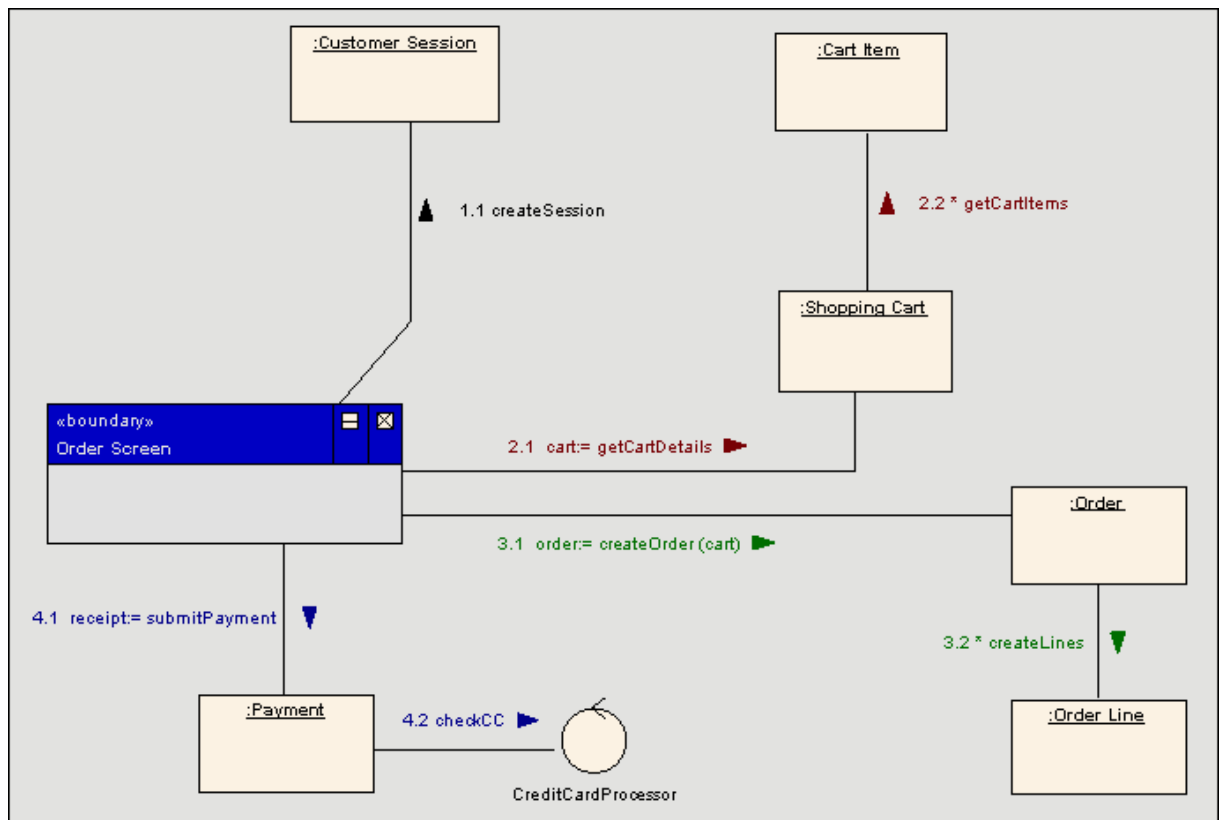 :Customer Session
:Cart Item
1.1 createSession
2.2 * getCartItems
:Shopping Cart
«boundary»
Order Screen
2.1 cart:= getCartDetails
:Order
3.1 order:= createOrder (cart)
4.1 receipt:= submitPayment
3.2 * createLines
:Payment
4.2 checkCC
:Order Line
CreditCardProcessor